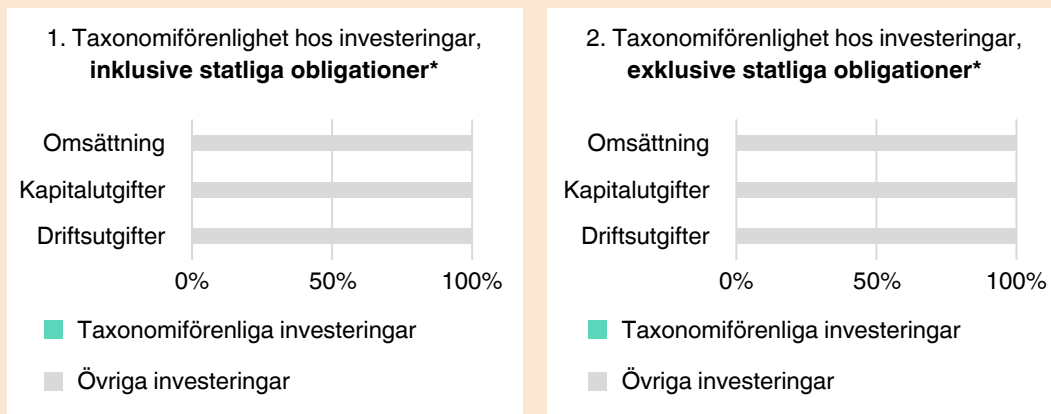 1. Taxonomiförenlighet hos investeringar,
inklusive statliga obligationer*
Omsättning
Kapitalutgifter
Driftsutgifter
0% 50% 100%
Taxonomiförenliga investeringar
Övriga investeringar
2. Taxonomiförenlighet hos investeringar,
exklusive statliga obligationer*
Omsättning
Kapitalutgifter
Driftsutgifter
0% 50% 100%
Taxonomiförenliga investeringar
Övriga investeringar